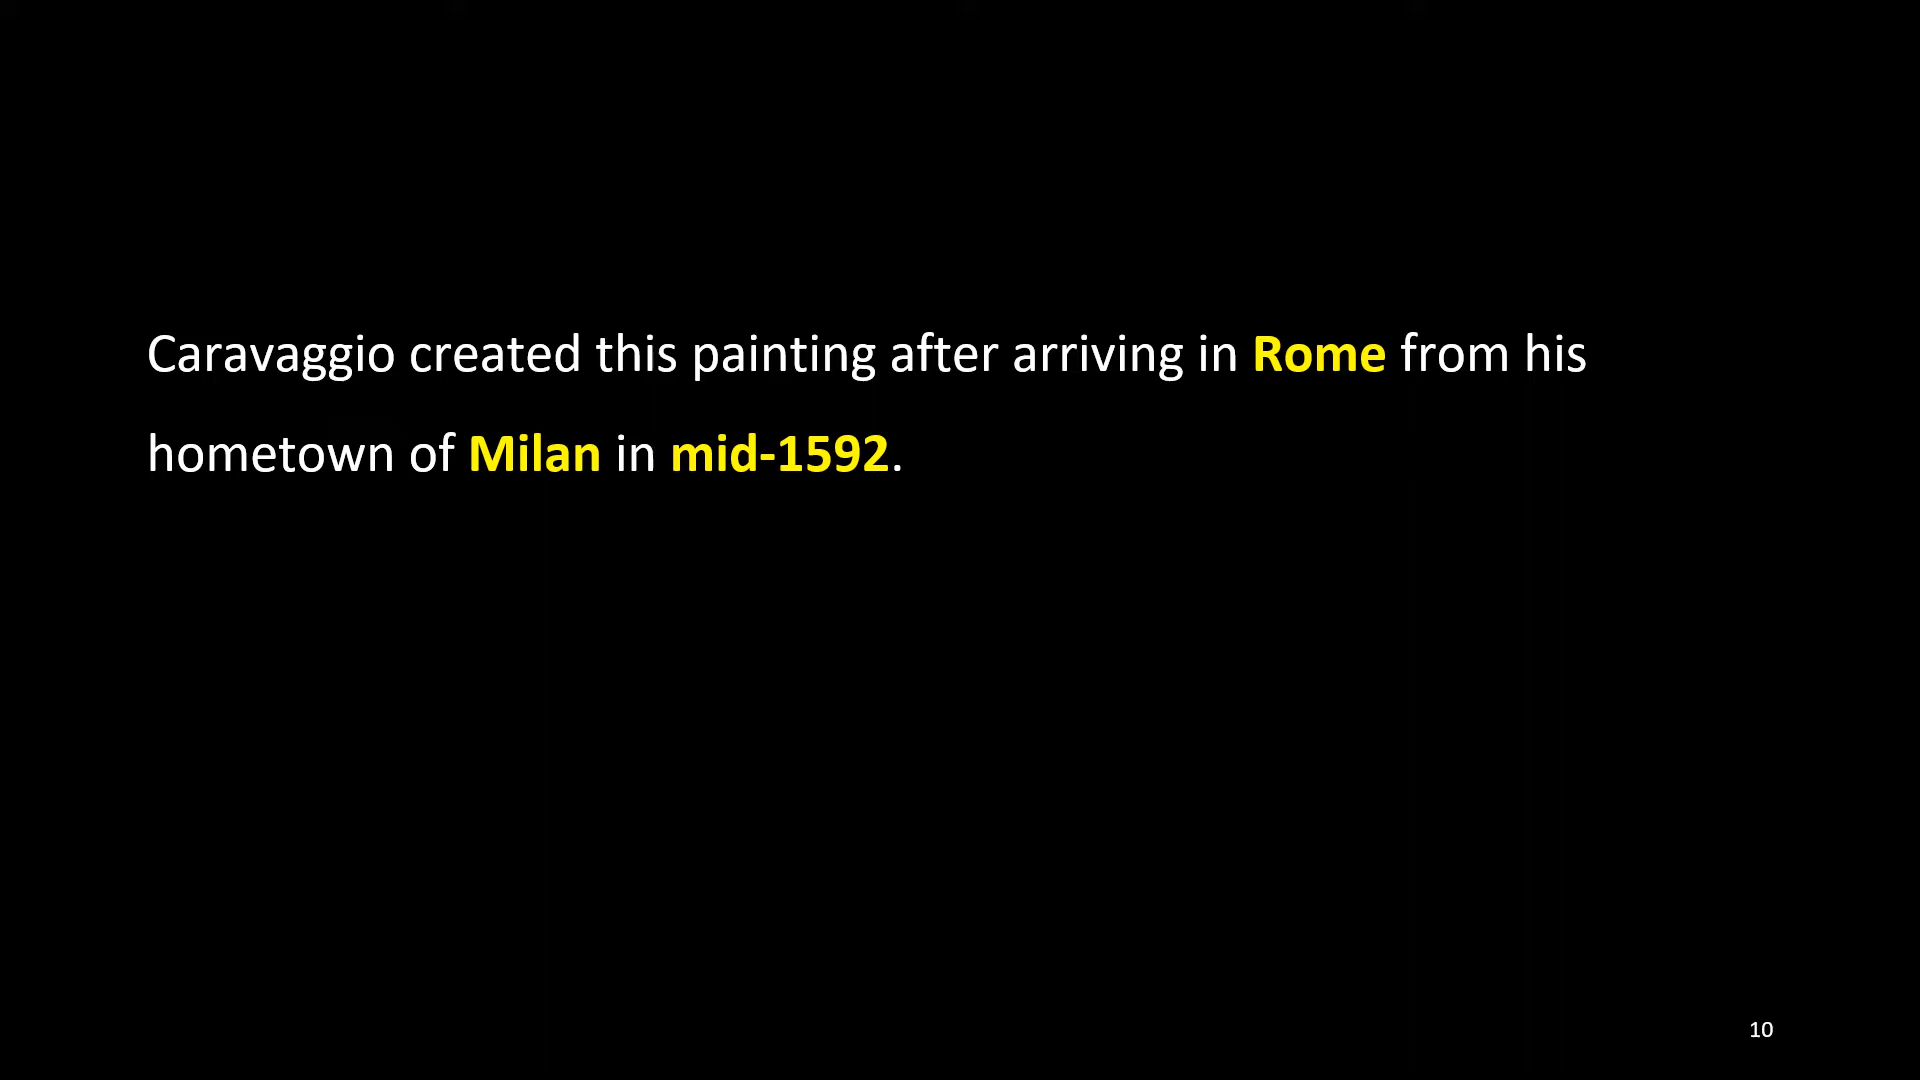 Caravaggio created this painting after arriving in Rome from his
hometown of Milan in mid-1592.
10